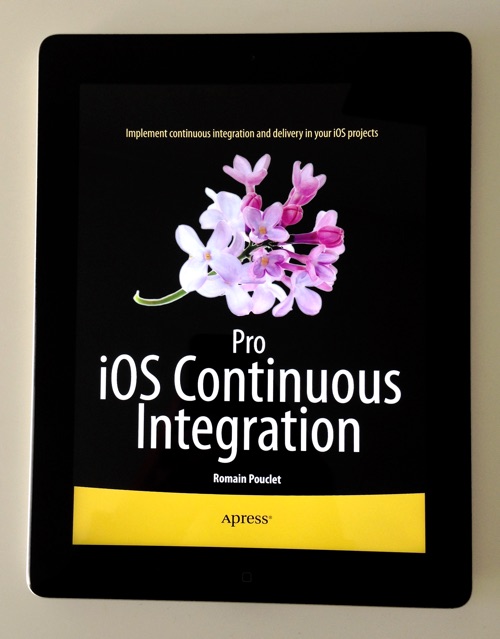 Implement continuous integration and delivery in your iOS projects
Pro
iOS Continuous
Integration
Romain Pouclet
Apress®